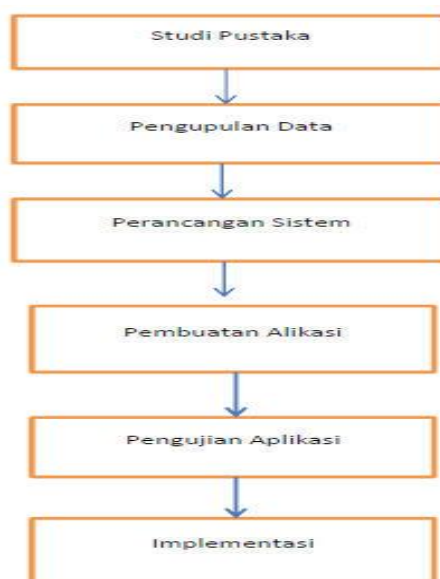 Studi Pustaka
Pengupulan Data
Perancangan Sistem
Pembuatan Alikasi
Pengujian Aplikasi
Implementasi